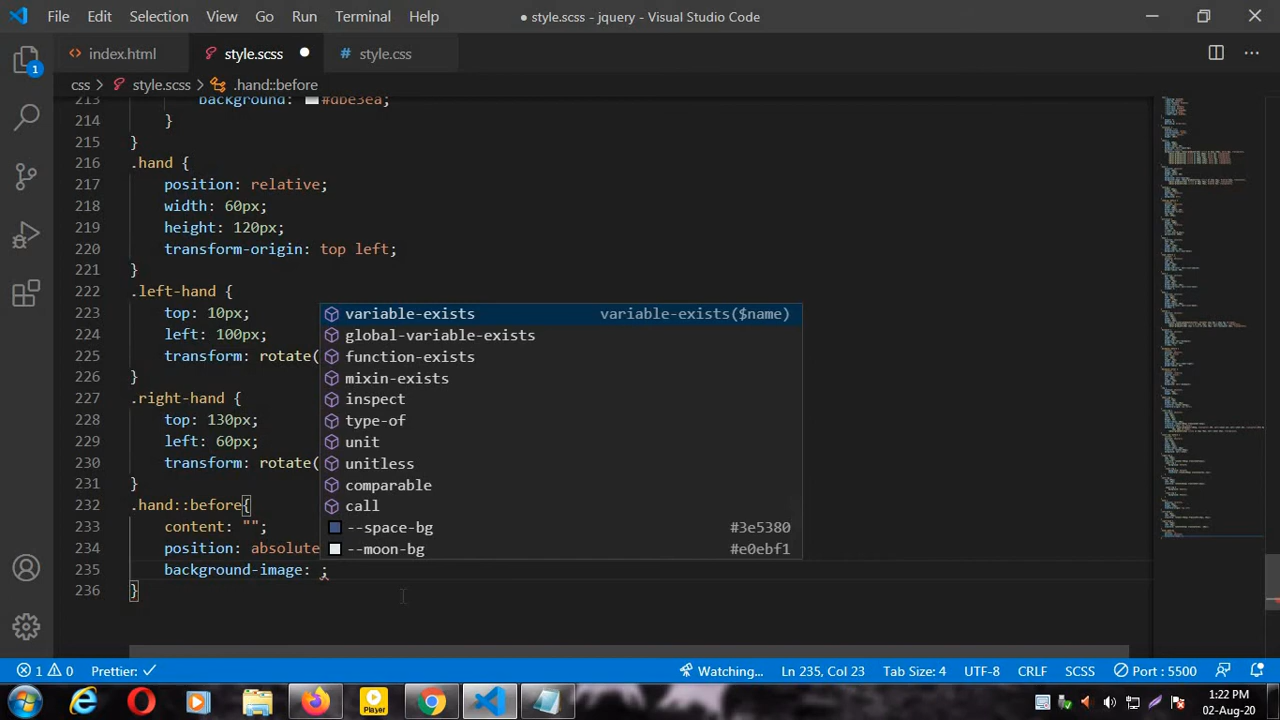 File Edit Selection View Go Run Terminal Help
● style.scss - jquery - Visual Studio Code
index.html style.scss style.css
css > style.scss > .hand::before
213 background: #dbe3ea;
214 }
215 }
216 .hand {
217 position: relative;
218 width: 60px;
219 height: 120px;
220 transform-origin: top left;
221 }
222 .left-hand {
223 top: 10px;
224 left: 100px;
225 transform: rotate(
226 }
227 .right-hand {
228 top: 130px;
229 left: 60px;
230 transform: rotate(
231 }
232 .hand::before{
233 content: "";
234 position: absolute
235 background-image: ;
236 }
variable-exists variable-exists($name)
global-variable-exists
function-exists
mixin-exists
inspect
type-of
unit
unitless
comparable
call
--space-bg #3e5380
--moon-bg #e0ebf1
1
1 0 Prettier: ✓ Watching... Ln 235, Col 23 Tab Size: 4 UTF-8 CRLF SCSS Port : 5500
Player
1:22 PM
02-Aug-20